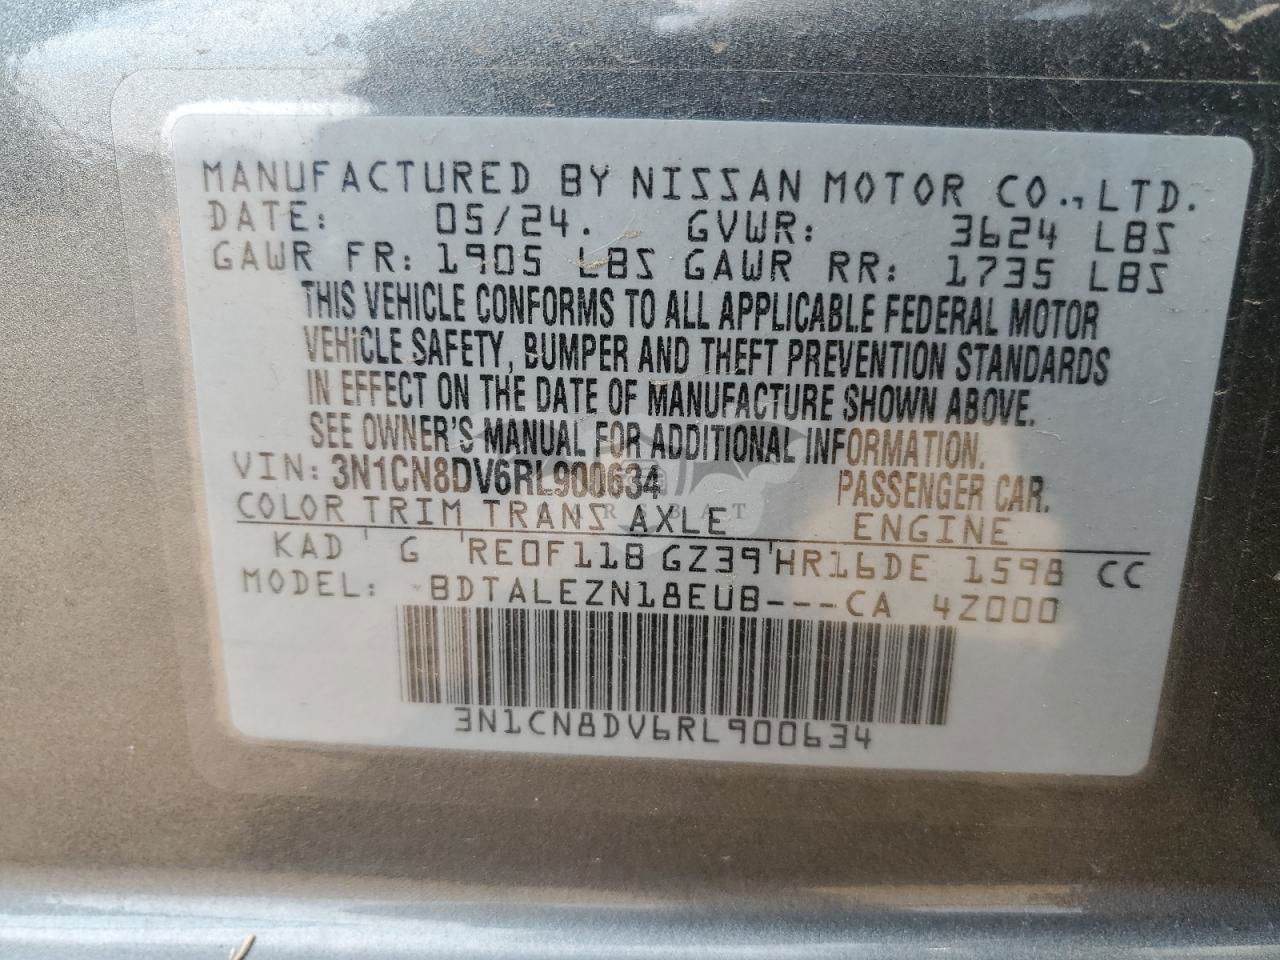 MANUFACTURED BY NISSAN MOTOR CO., LTD.
DATE: 05/24. GVWR: 3624 LBS
GAWR FR: 1905 LBS GAWR RR: 1735 LBS
THIS VEHICLE CONFORMS TO ALL APPLICABLE FEDERAL MOTOR
VEHICLE SAFETY, BUMPER AND THEFT PREVENTION STANDARDS
IN EFFECT ON THE DATE OF MANUFACTURE SHOWN ABOVE.
SEE OWNER'S MANUAL FOR ADDITIONAL INFORMATION.
VIN: 3N1CN8DV6RL900634 PASSENGER CAR.
COLOR TRIM TRANS AXLE ENGINE
KAD ' G 'RE0F11B GZ39'HR16DE 1598 CC
MODEL: BDTALEZN18EUB---CA 4Z000
3N1CN8DV6RL900634